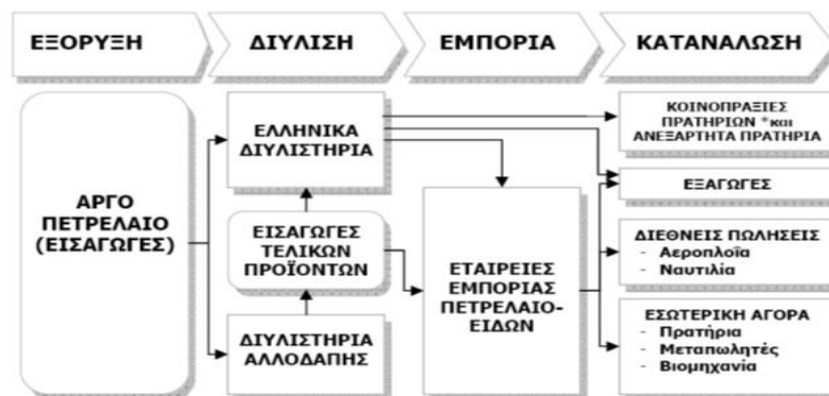 ΕΞΟΡΥΞΗ
ΔΙΥΛΙΣΗ
ΕΜΠΟΡΙΑ
ΚΑΤΑΝΑΛΩΣΗ
ΑΡΓΟ
ΠΕΤΡΕΛΑΙΟ
(ΕΙΣΑΓΩΓΕΣ)
ΕΛΛΗΝΙΚΑ
ΔΙΥΛΙΣΤΗΡΙΑ
ΕΙΣΑΓΩΓΕΣ
ΤΕΛΙΚΩΝ
ΠΡΟΪΟΝΤΩΝ
ΔΙΥΛΙΣΤΗΡΙΑ
ΑΛΛΟΔΑΠΗΣ
ΕΤΑΙΡΕΙΕΣ
ΕΜΠΟΡΙΑΣ
ΠΕΤΡΕΛΑΙΟ-
ΕΙΔΩΝ
ΚΟΙΝΟΠΡΑΞΙΕΣ
ΠΡΑΤΗΡΙΩΝ *και
ΑΝΕΞΑΡΤΗΤΑ ΠΡΑΤΗΡΙΑ
ΕΞΑΓΩΓΕΣ
ΔΙΕΘΝΕΙΣ ΠΩΛΗΣΕΙΣ
- Αεροπλοΐα
- Ναυτιλία
ΕΣΩΤΕΡΙΚΗ ΑΓΟΡΑ
- Πρατήρια
- Μεταπωλητές
- Βιομηχανία